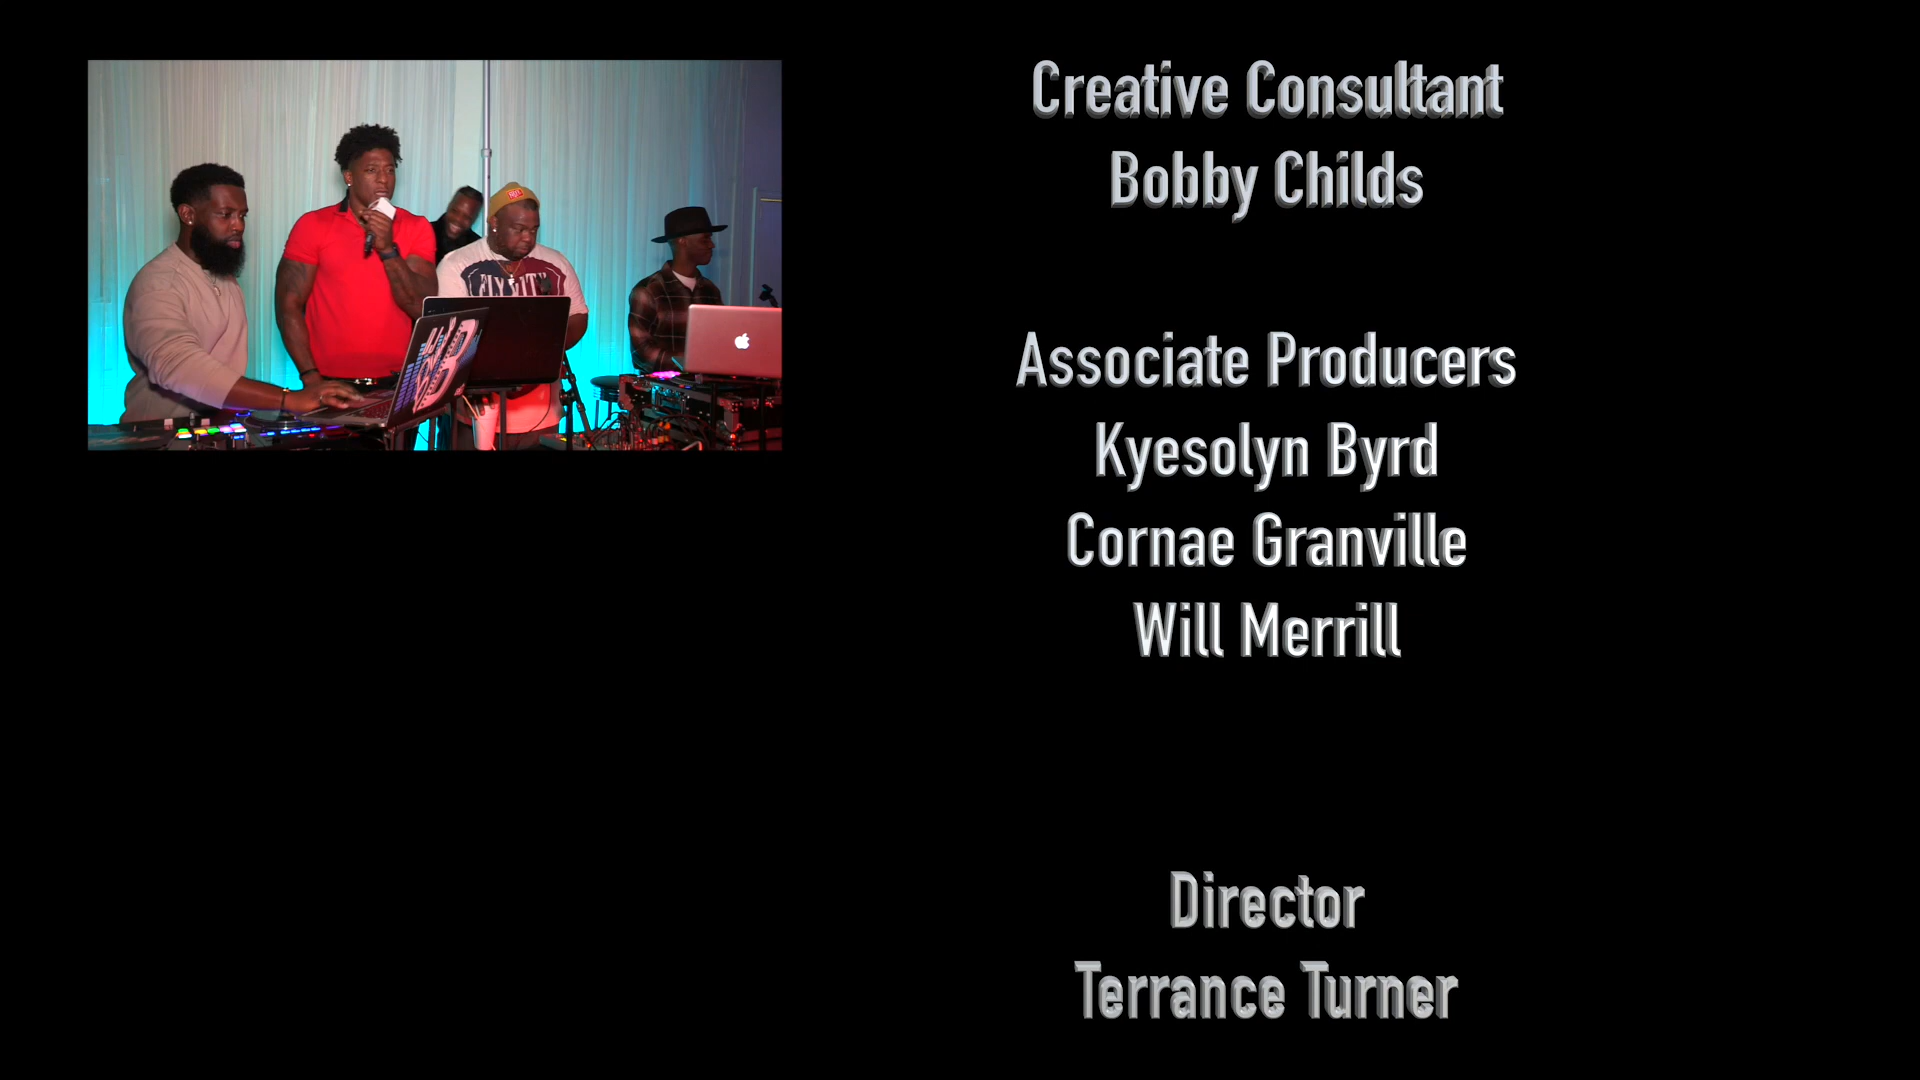 Creative Consultant
Bobby Childs
Associate Producers
Kyesolyn Byrd
Cornae Granville
Will Merrill
Director
Terrance Turner